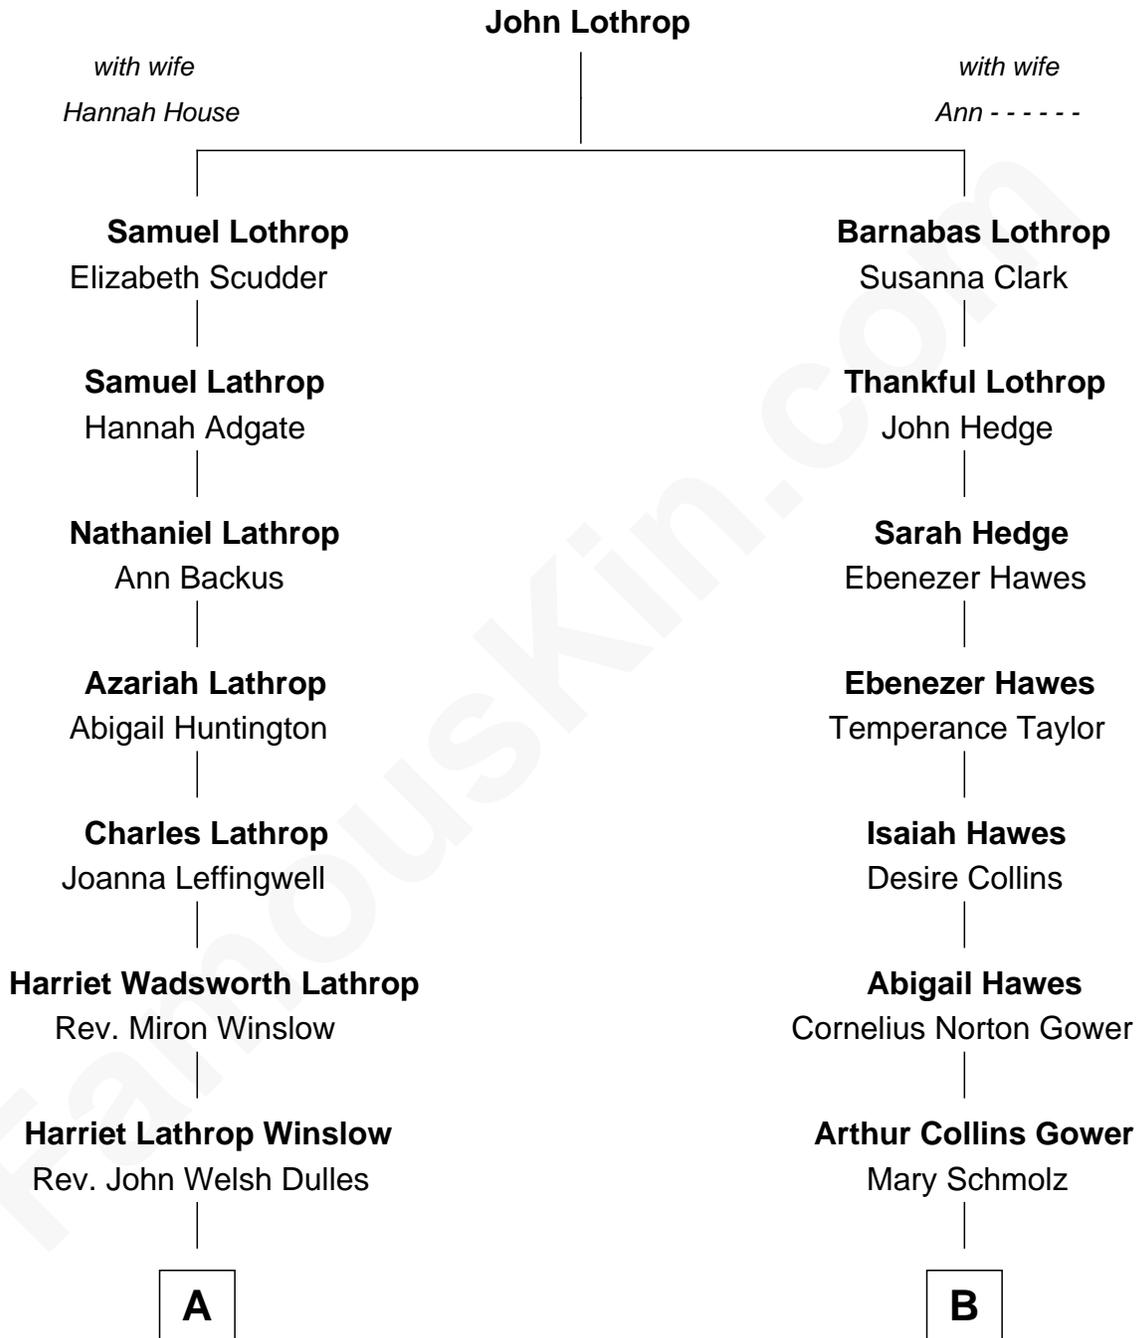 John Lothrop
with wife
Hannah House
with wife
Ann - - - - - -
Samuel Lothrop
Elizabeth Scudder
Barnabas Lothrop
Susanna Clark
Samuel Lathrop
Hannah Adgate
Thankful Lothrop
John Hedge
Nathaniel Lathrop
Ann Backus
Sarah Hedge
Ebenezer Hawes
Azariah Lathrop
Abigail Huntington
Ebenezer Hawes
Temperance Taylor
Charles Lathrop
Joanna Leffingwell
Isaiah Hawes
Desire Collins
Harriet Wadsworth Lathrop
Rev. Miron Winslow
Abigail Hawes
Cornelius Norton Gower
Harriet Lathrop Winslow
Rev. John Welsh Dulles
Arthur Collins Gower
Mary Schmolz
A
B
FamousKin.com